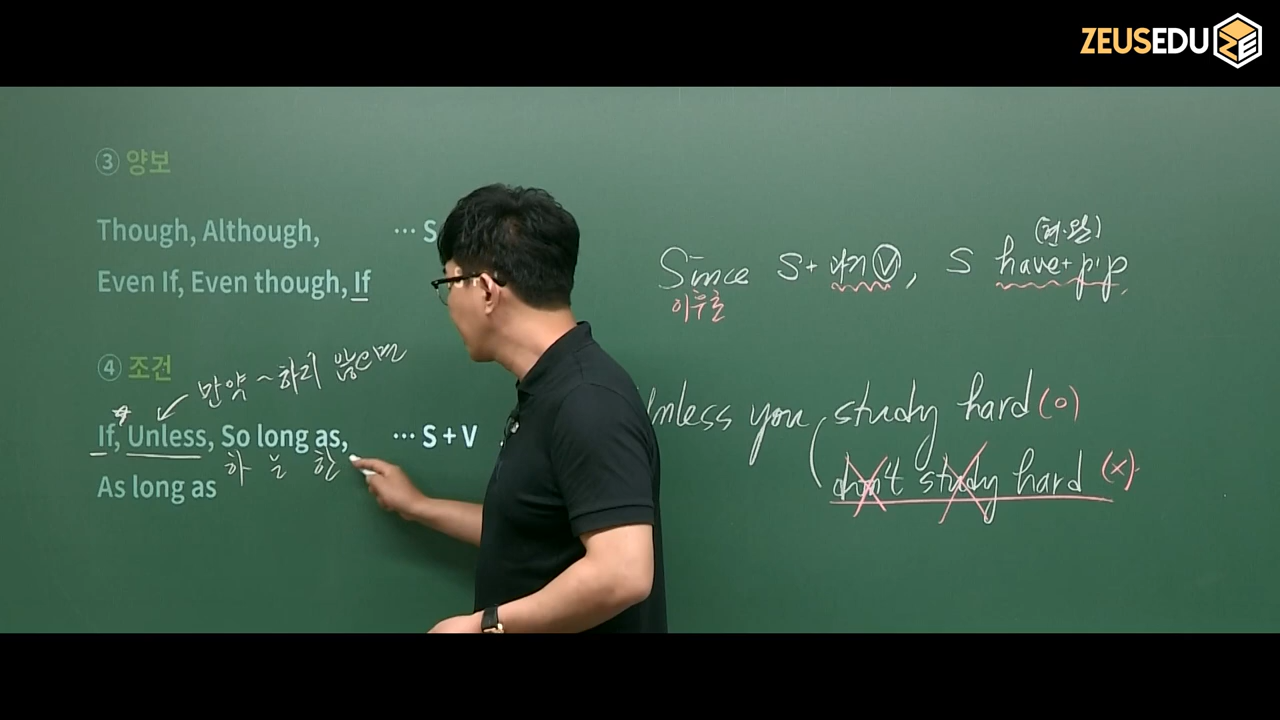 ZEUSEDU
③ 양보
Though, Although, ··· S
Even If, Even though, If
④ 조건
만약 ~하지 않으면
If, Unless, So long as, ··· S + V
하 는 한
As long as
(현.완)
Since S + 과거 Ⓥ, S have+p.p.
이후로
Unless you study hard (O)
don't study hard (X)